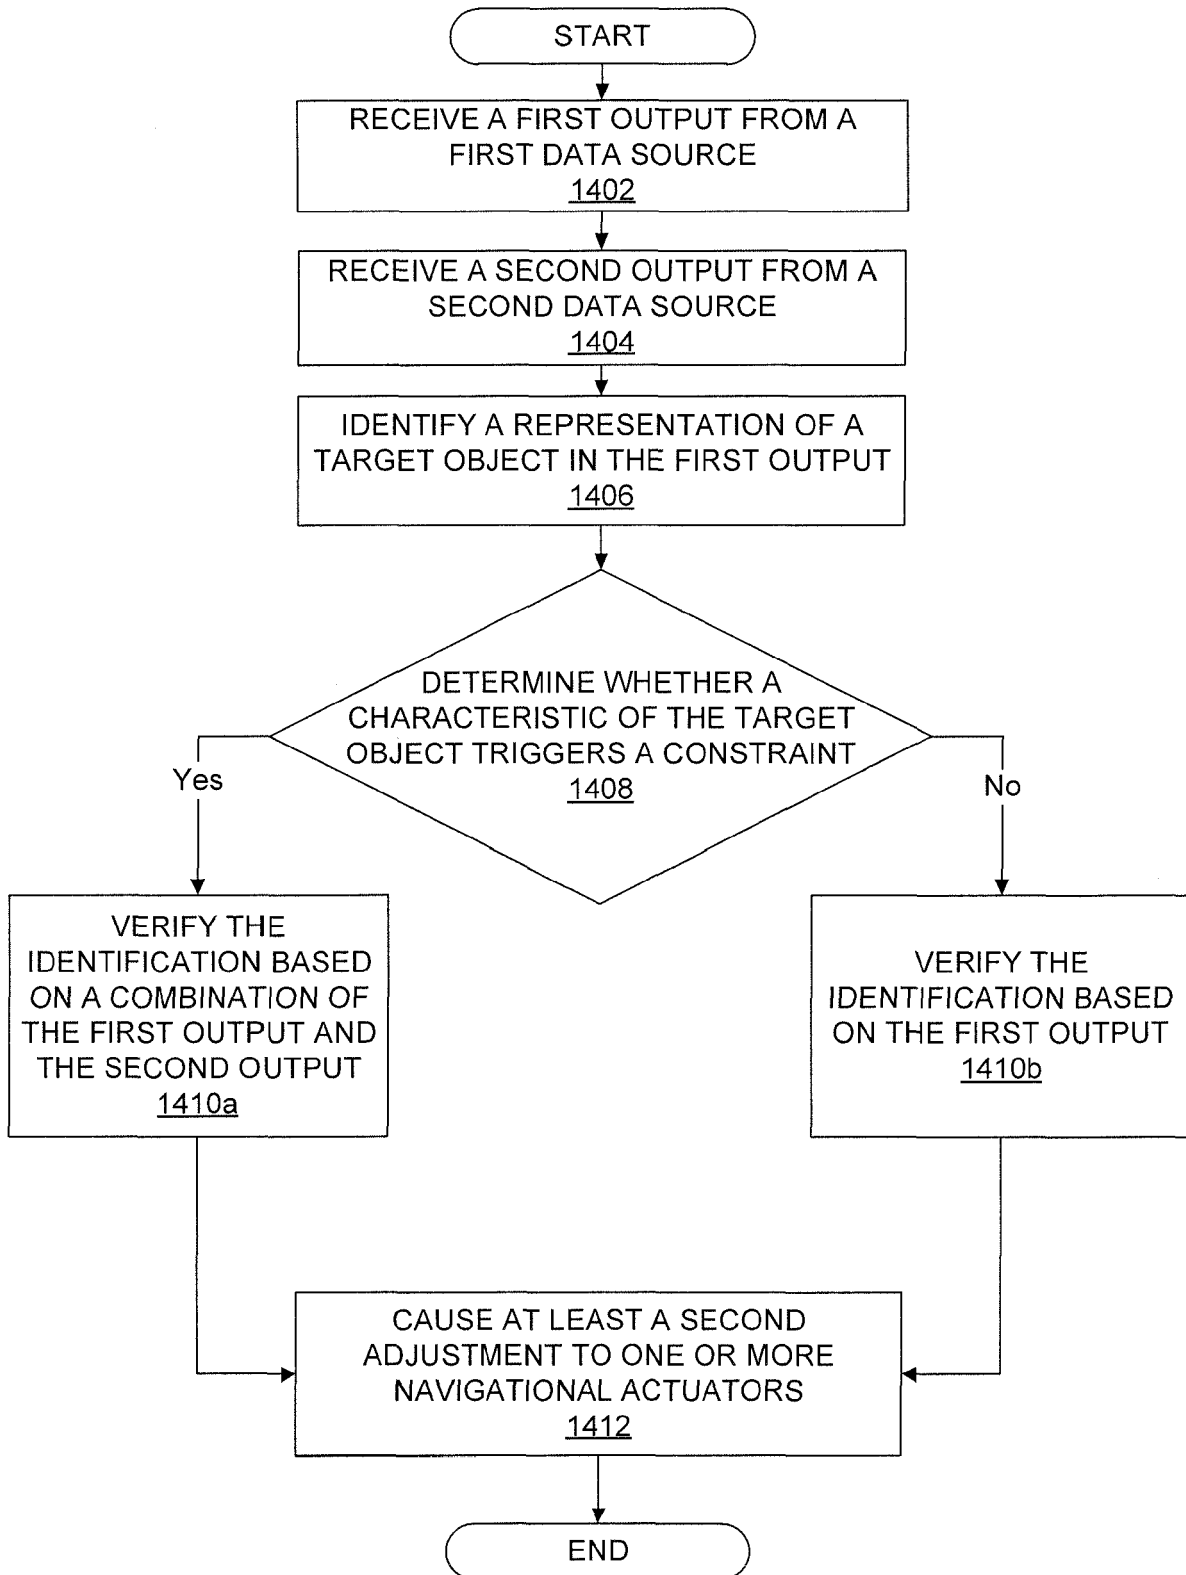 START
RECEIVE A FIRST OUTPUT FROM A
FIRST DATA SOURCE
1402
RECEIVE A SECOND OUTPUT FROM A
SECOND DATA SOURCE
1404
IDENTIFY A REPRESENTATION OF A
TARGET OBJECT IN THE FIRST OUTPUT
1406
DETERMINE WHETHER A
CHARACTERISTIC OF THE TARGET
OBJECT TRIGGERS A CONSTRAINT
1408
Yes
No
VERIFY THE
IDENTIFICATION BASED
ON A COMBINATION OF
THE FIRST OUTPUT AND
THE SECOND OUTPUT
1410a
VERIFY THE
IDENTIFICATION BASED
ON THE FIRST OUTPUT
1410b
CAUSE AT LEAST A SECOND
ADJUSTMENT TO ONE OR MORE
NAVIGATIONAL ACTUATORS
1412
END